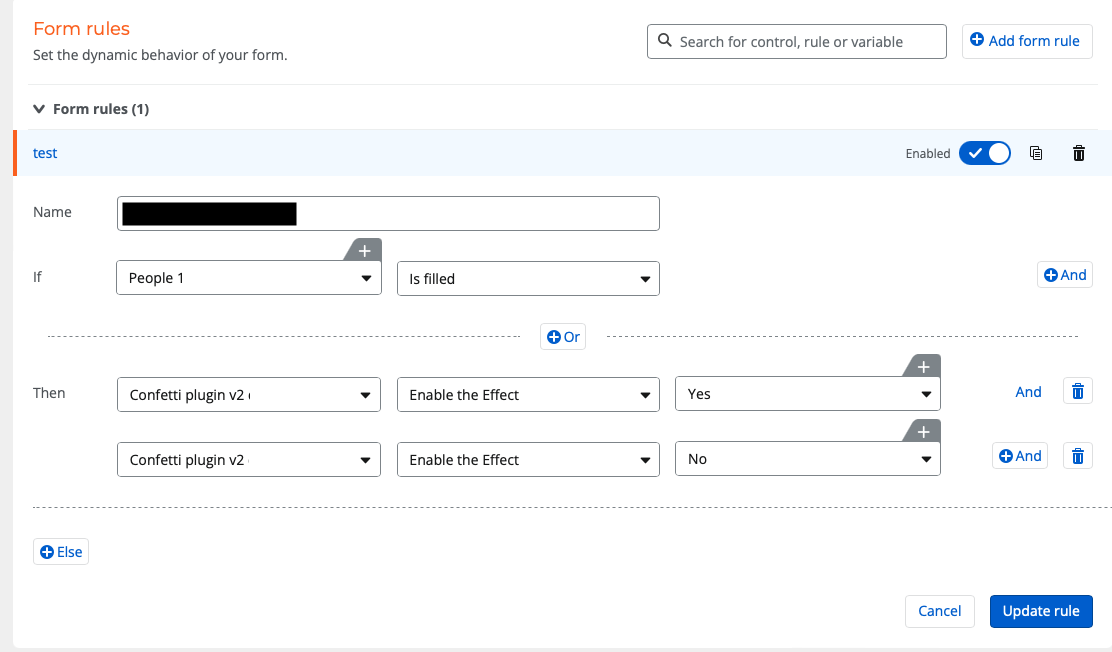 Form rules
Set the dynamic behavior of your form.
Search for control, rule or variable
Add form rule
Form rules (1)
test
Enabled
Name
If
People 1
Is filled
And
Or
Then
Confetti plugin v2
Enable the Effect
Yes
And
Confetti plugin v2
Enable the Effect
No
And
Else
Cancel
Update rule